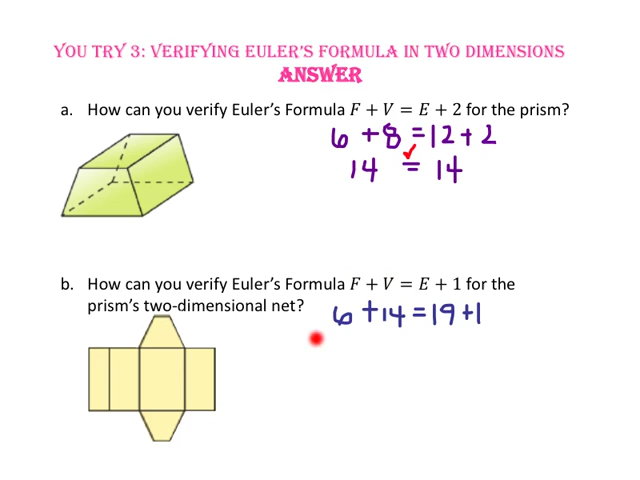 YOU TRY 3: VERIFYING EULER'S FORMULA IN TWO DIMENSIONS
ANSWER
a. How can you verify Euler's Formula F + V = E + 2 for the prism?
6 + 8 = 12 + 2
14 = 14
b. How can you verify Euler's Formula F + V = E + 1 for the
prism's two-dimensional net?
6 + 14 = 19 + 1